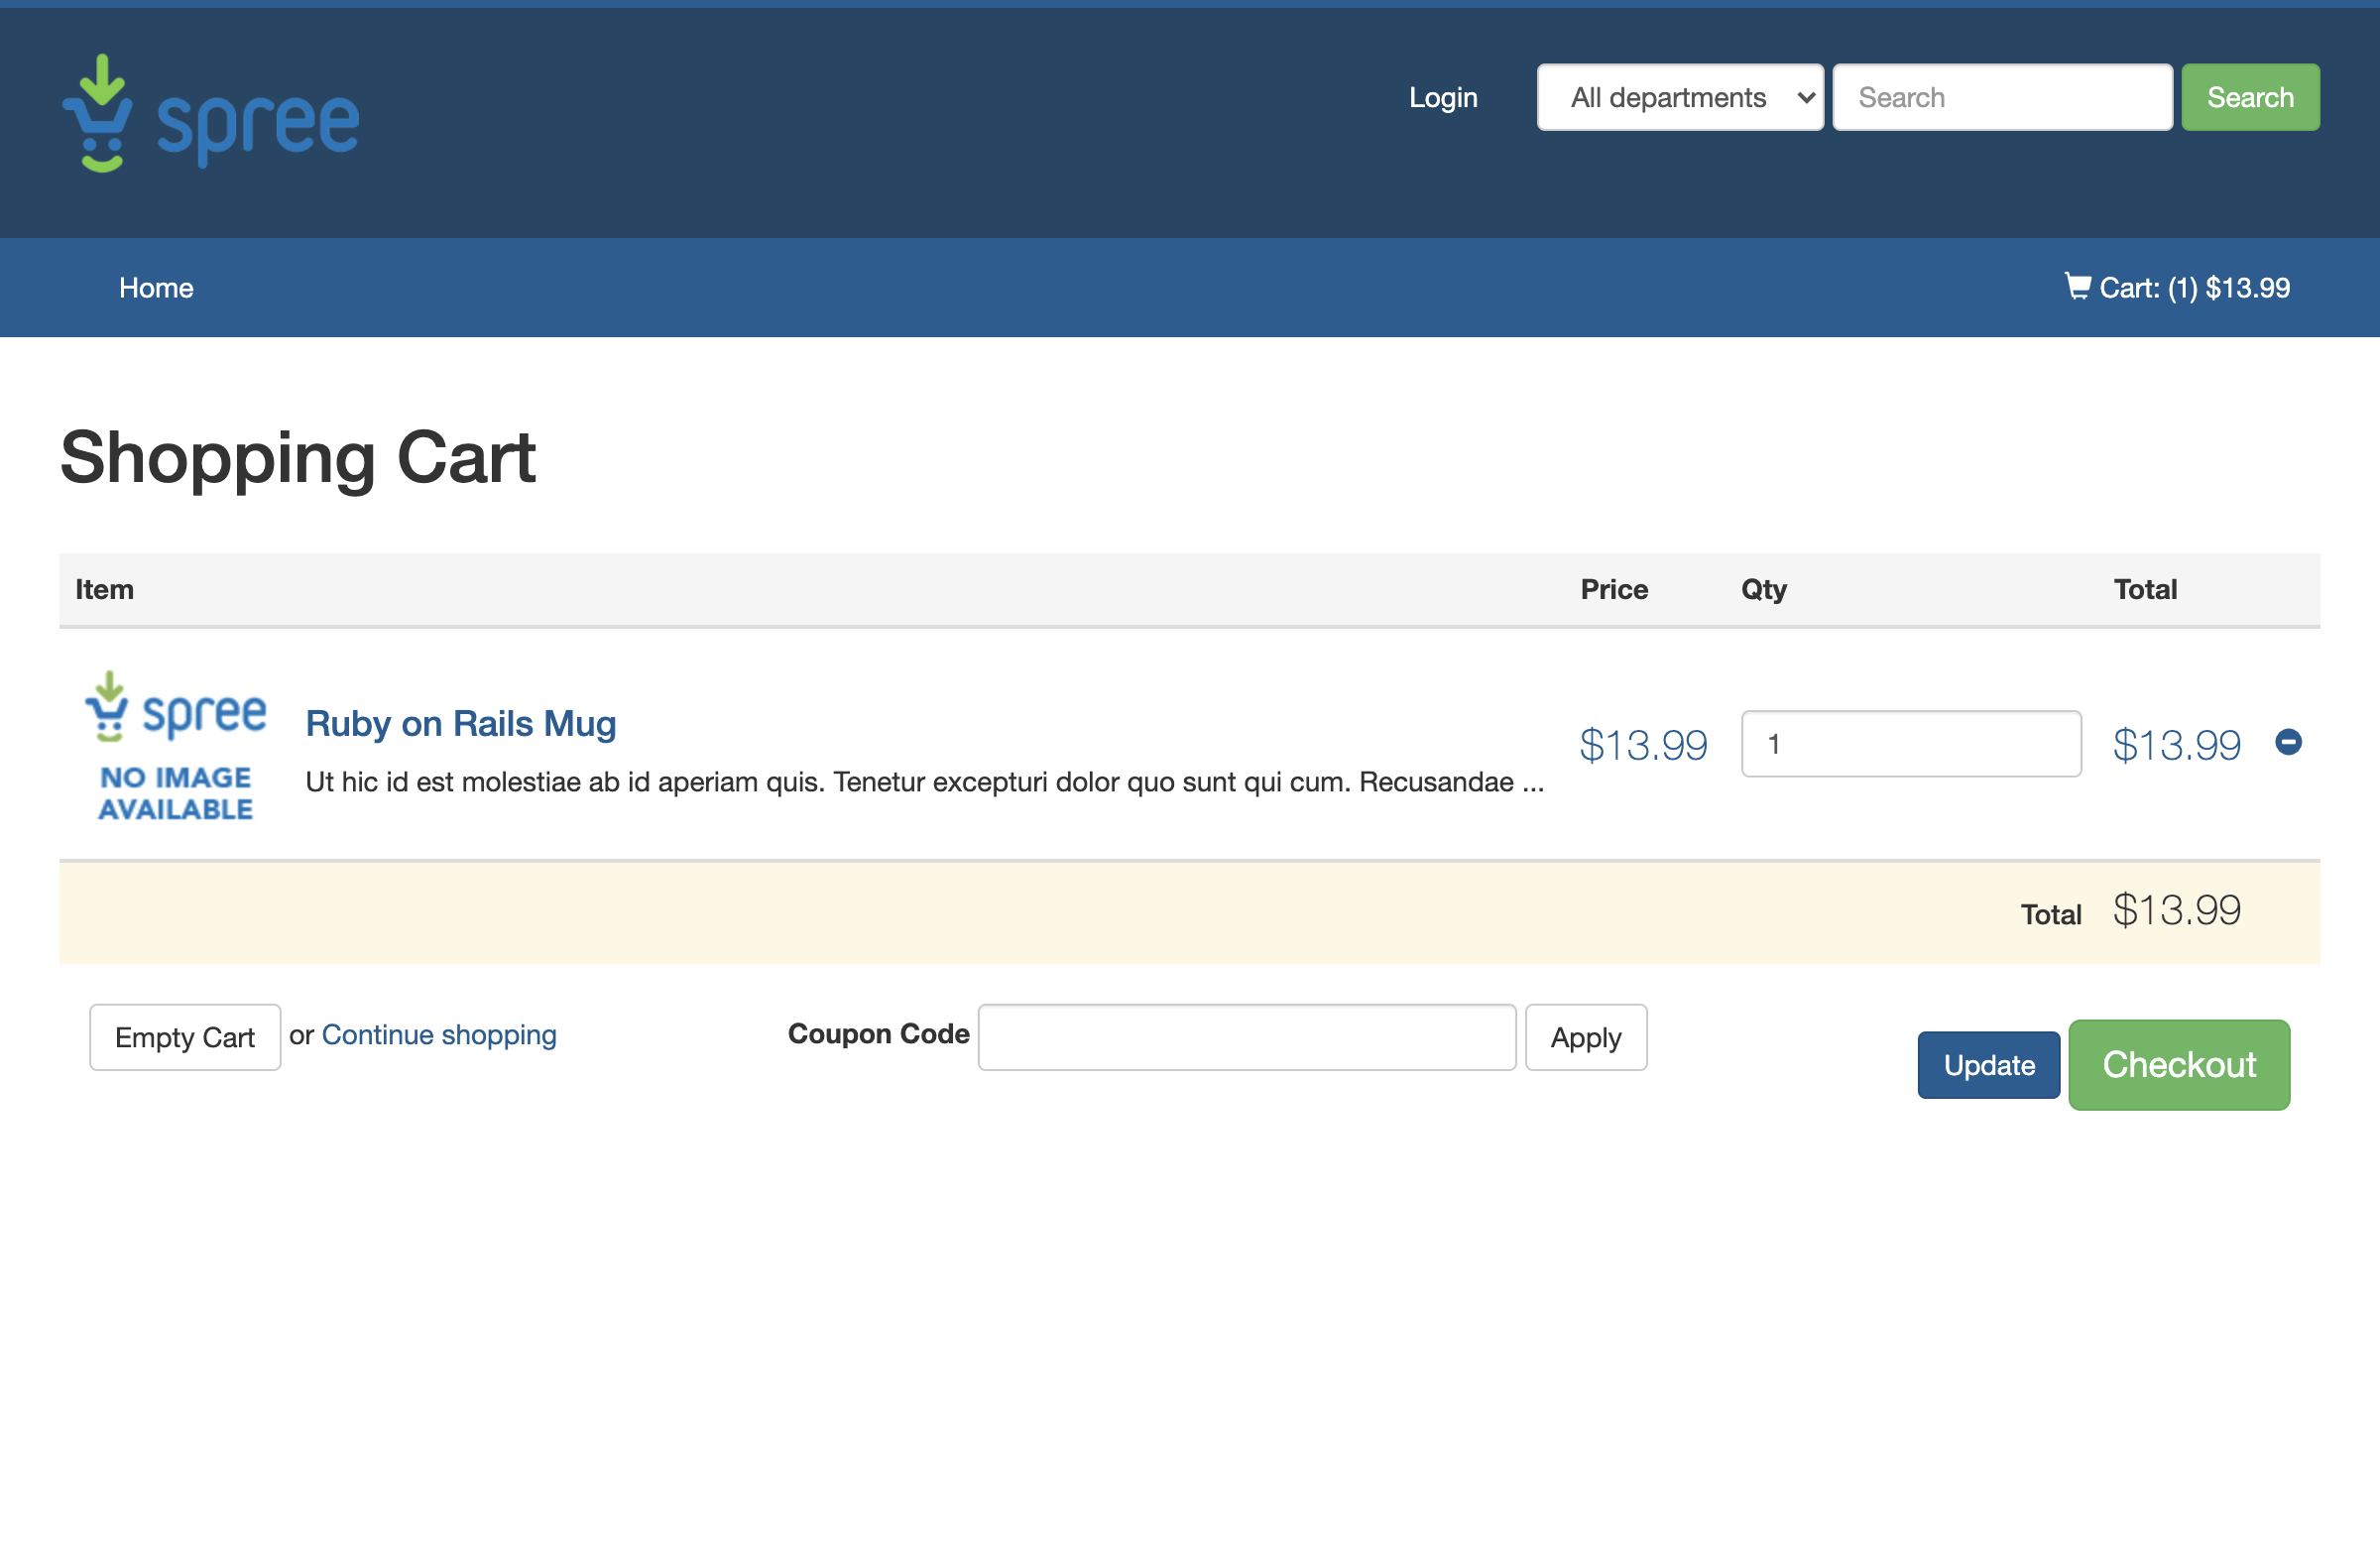 spree
Login
All departments
Search
Search
Home
Cart: (1) $13.99
Shopping Cart
Item Price Qty Total
spree
NO IMAGE
AVAILABLE
Ruby on Rails Mug
Ut hic id est molestiae ab id aperiam quis. Tenetur excepturi dolor quo sunt qui cum. Recusandae ...
$13.99 1 $13.99
Total $13.99
Empty Cart or Continue shopping
Coupon Code Apply
Update Checkout